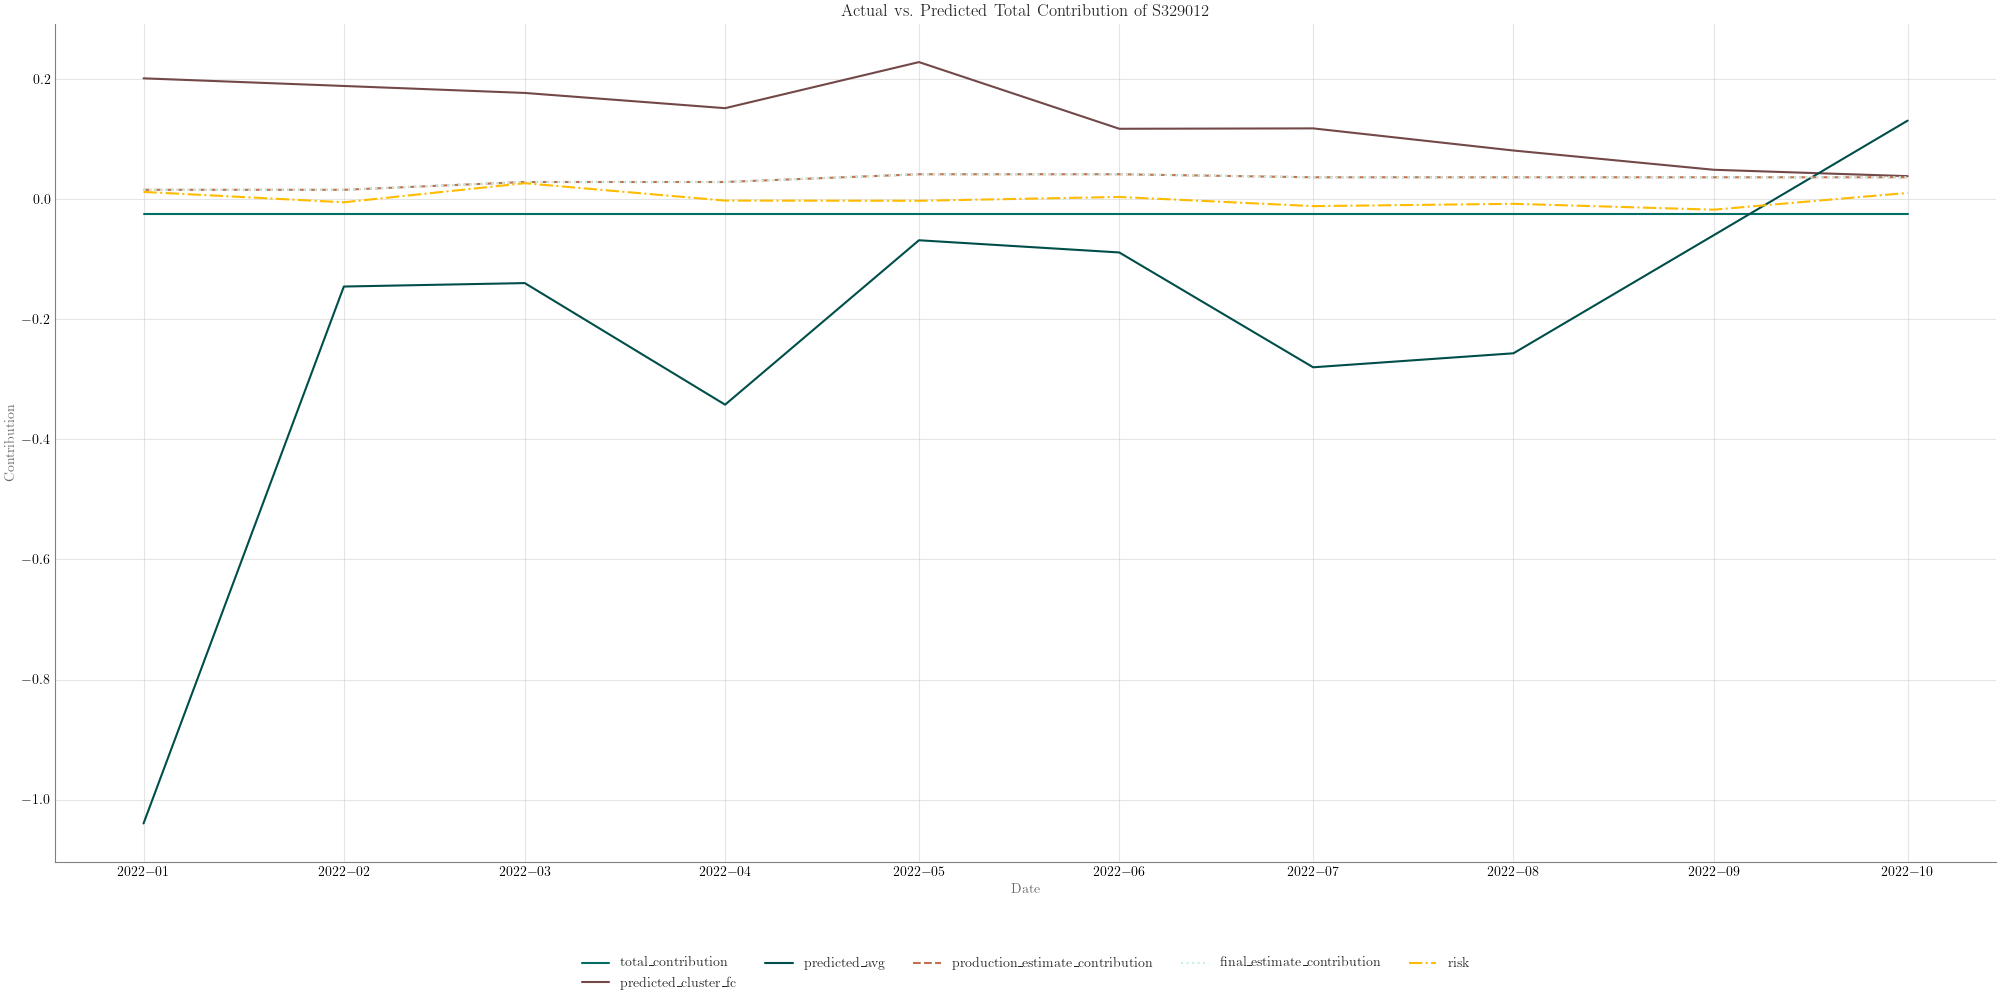 Actual vs. Predicted Total Contribution of S329012
0.2
0.0
−0.2
−0.4
−0.6
−0.8
−1.0
Contribution
2022−01 2022−02 2022−03 2022−04 2022−05 2022−06 2022−07 2022−08 2022−09 2022−10
Date
total_contribution predicted_avg production_estimate_contribution final_estimate_contribution risk
predicted_cluster_fc